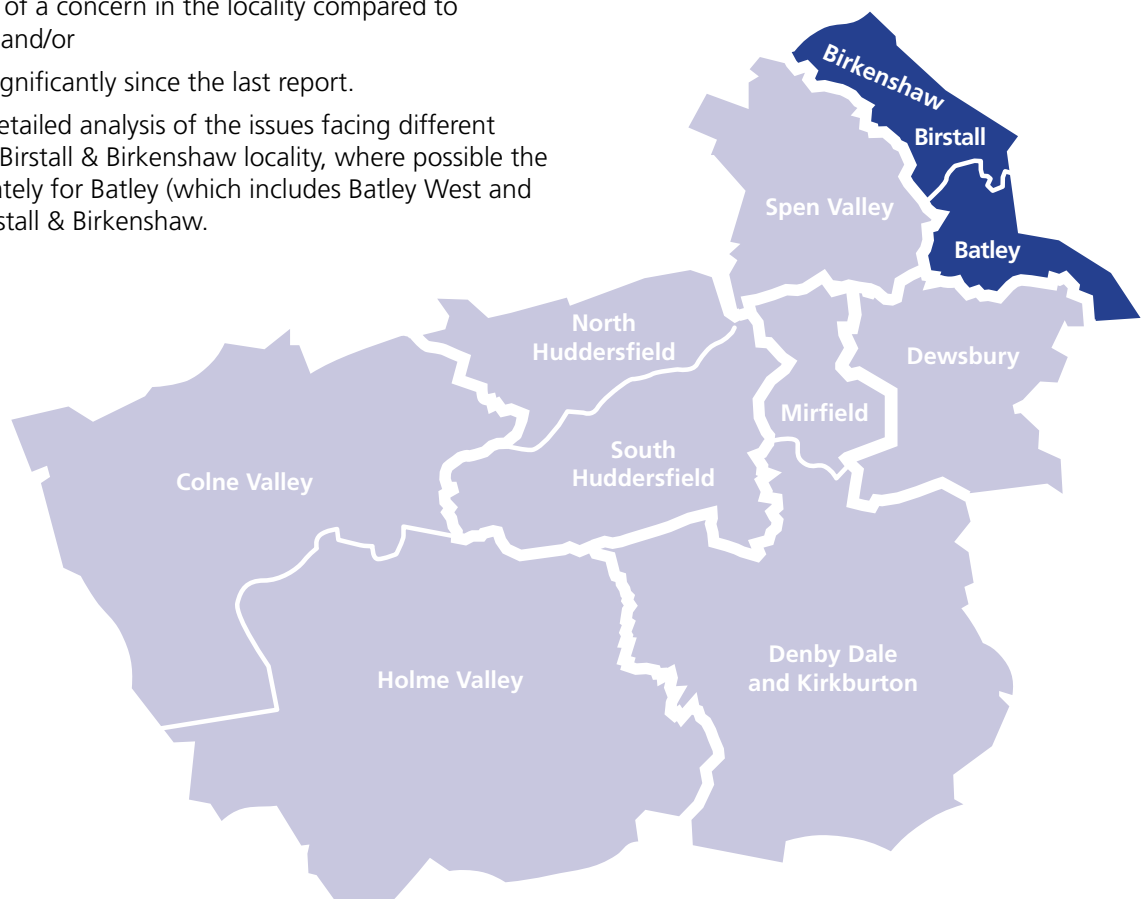 of a concern in the locality compared to
and/or
gnificantly since the last report.
etailed analysis of the issues facing different
Birstall & Birkenshaw locality, where possible the
ately for Batley (which includes Batley West and
stall & Birkenshaw.
Birkenshaw
Birstall
Spen Valley
Batley
North
Huddersfield
Dewsbury
Mirfield
South
Huddersfield
Colne Valley
Denby Dale
and Kirkburton
Holme Valley